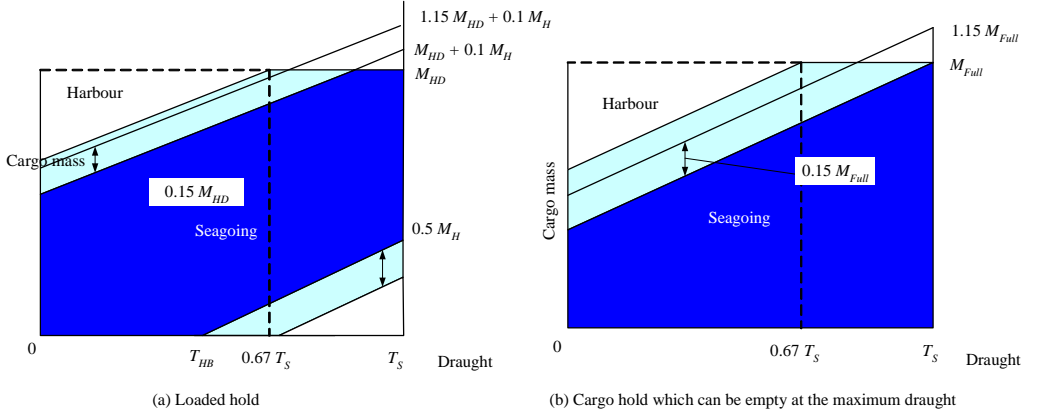 1.15 M_HD + 0.1 M_H
M_HD + 0.1 M_H
M_HD
Harbour
Cargo mass
0.15 M_HD
Seagoing
0.5 M_H
0
T_HB
0.67 T_S
T_S
Draught
(a) Loaded hold
1.15 M_Full
M_Full
Harbour
Cargo mass
0.15 M_Full
Seagoing
0
0.67 T_S
T_S
Draught
(b) Cargo hold which can be empty at the maximum draught